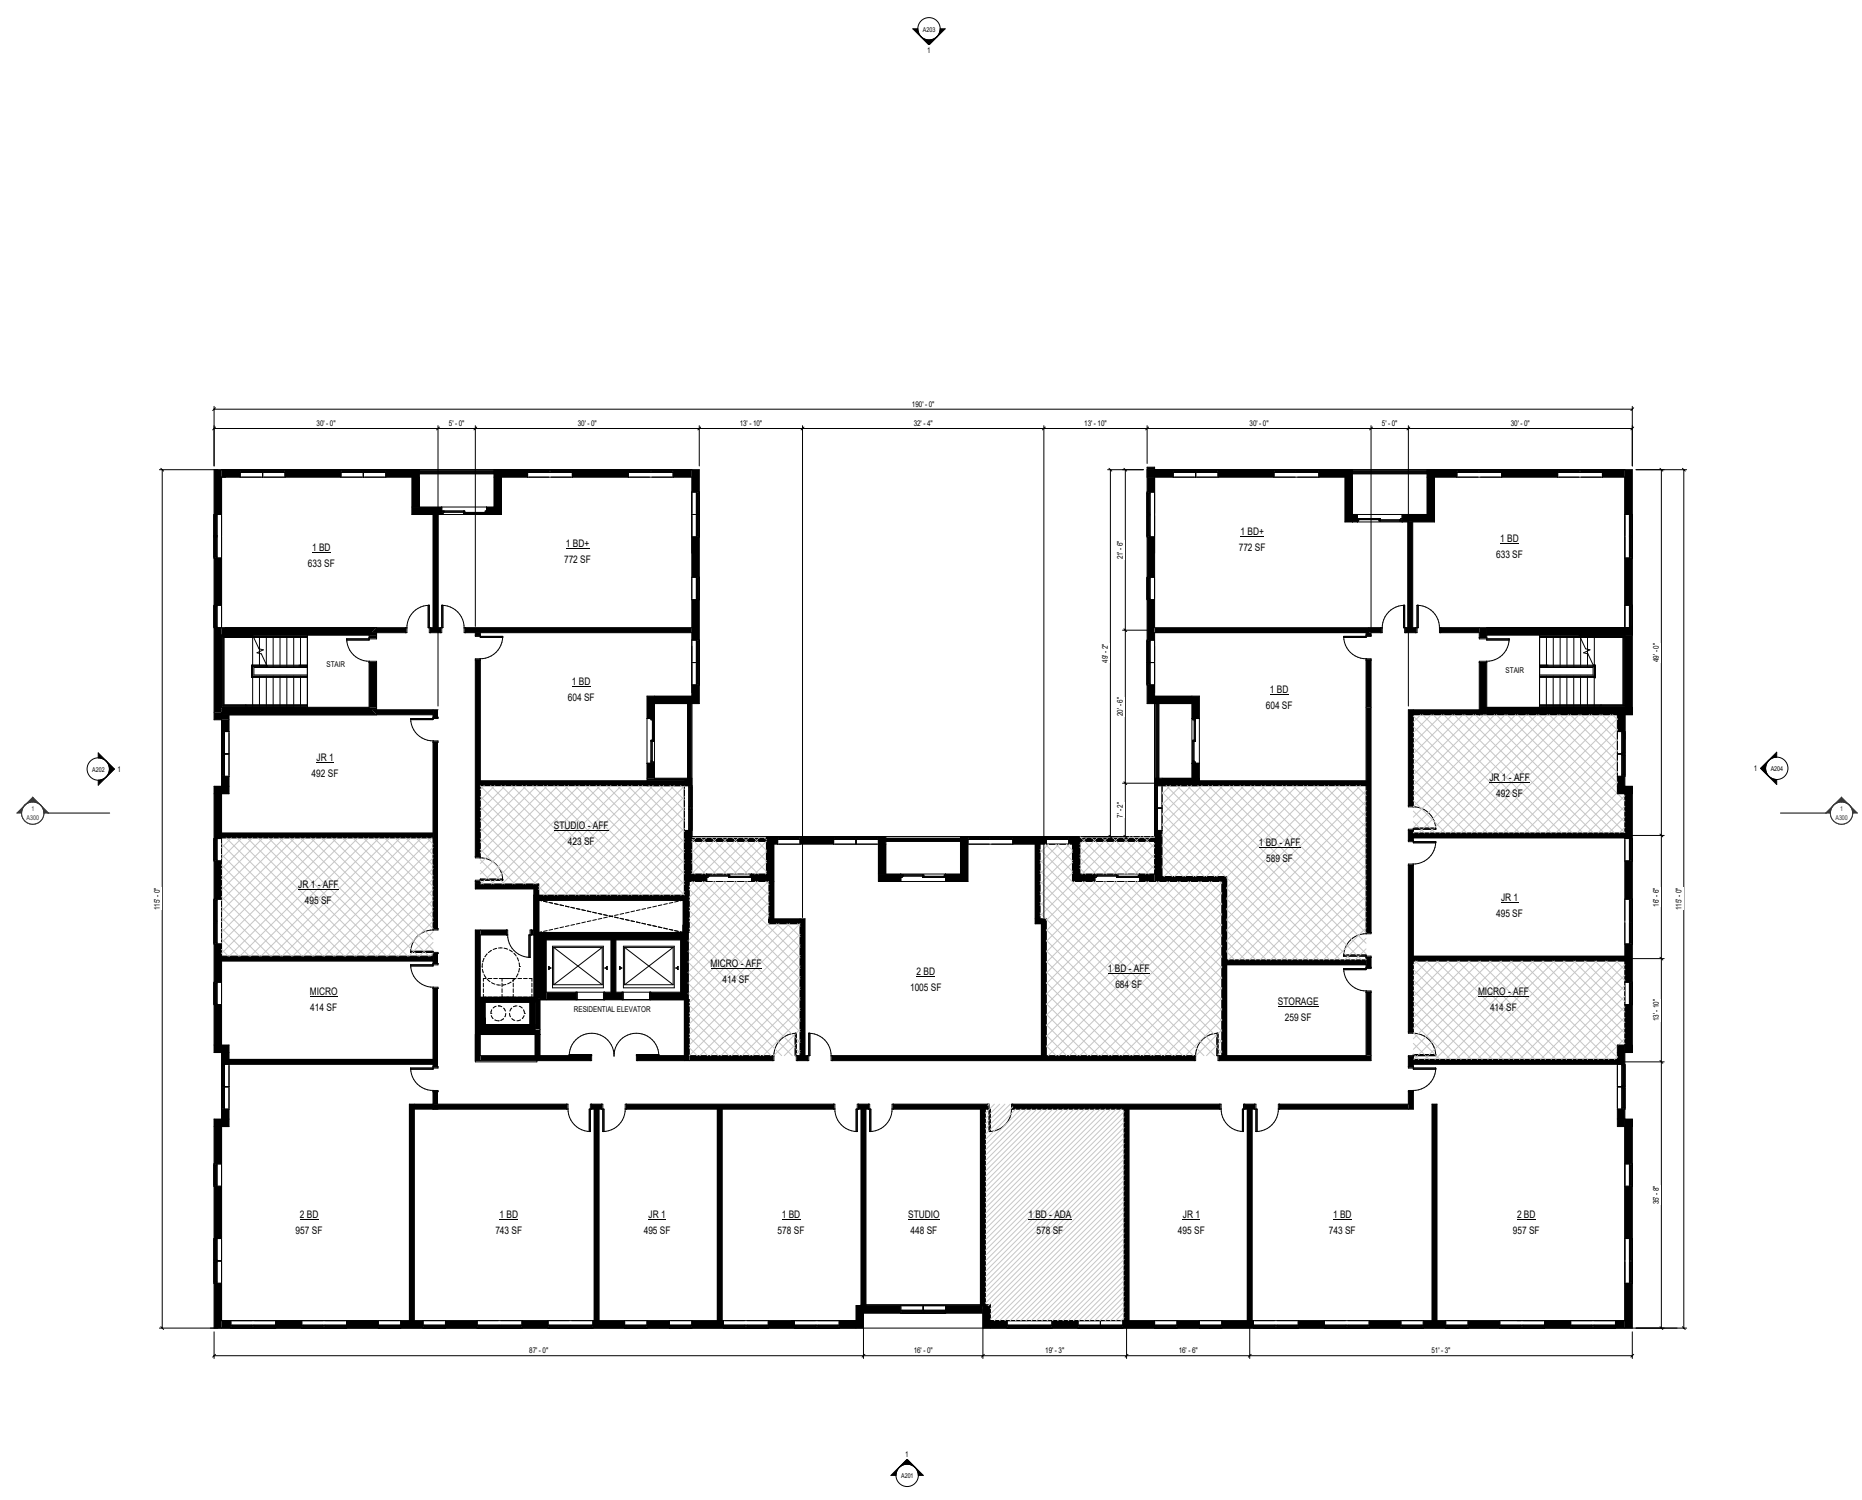 A203
1
190' - 0"
30' - 0"
5' - 0"
30' - 0"
13' - 10"
32' - 4"
13' - 10"
30' - 0"
5' - 0"
30' - 0"
1 BD
633 SF
1 BD+
772 SF
1 BD+
772 SF
1 BD
633 SF
21' - 6"
49' - 2"
20' - 6"
7' - 2"
49' - 0"
STAIR
1 BD
604 SF
1 BD
604 SF
STAIR
JR 1
492 SF
JR 1 - AFF
492 SF
A202
1
1
A204
1
A300
1
A300
STUDIO - AFF
423 SF
1 BD - AFF
589 SF
115' - 0"
JR 1 - AFF
495 SF
JR 1
495 SF
16' - 6"
115' - 0"
MICRO
414 SF
MICRO - AFF
414 SF
2 BD
1005 SF
1 BD - AFF
684 SF
STORAGE
259 SF
MICRO - AFF
414 SF
13' - 10"
RESIDENTIAL ELEVATOR
2 BD
957 SF
1 BD
743 SF
JR 1
495 SF
1 BD
578 SF
STUDIO
448 SF
1 BD - ADA
578 SF
JR 1
495 SF
1 BD
743 SF
2 BD
957 SF
87' - 0"
16' - 0"
19' - 3"
16' - 6"
51' - 3"
1
A201